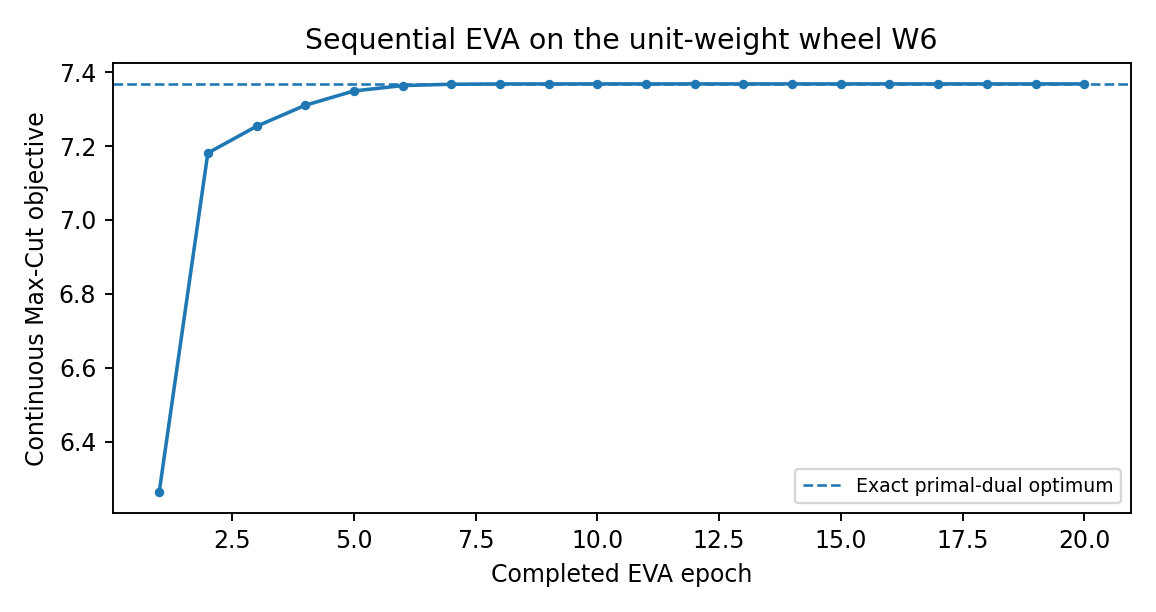 Sequential EVA on the unit-weight wheel W6
Continuous Max-Cut objective
7.4
7.2
7.0
6.8
6.6
6.4
Exact primal-dual optimum
2.5 5.0 7.5 10.0 12.5 15.0 17.5 20.0
Completed EVA epoch